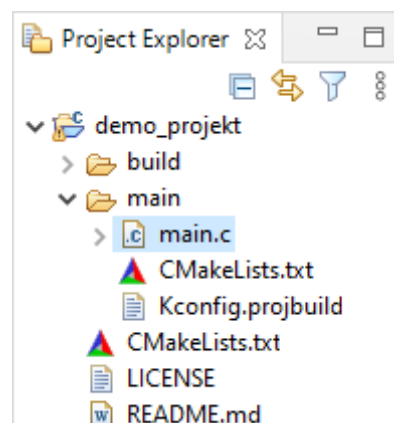 Project Explorer
demo_projekt
build
main
main.c
CMakeLists.txt
Kconfig.projbuild
CMakeLists.txt
LICENSE
README.md